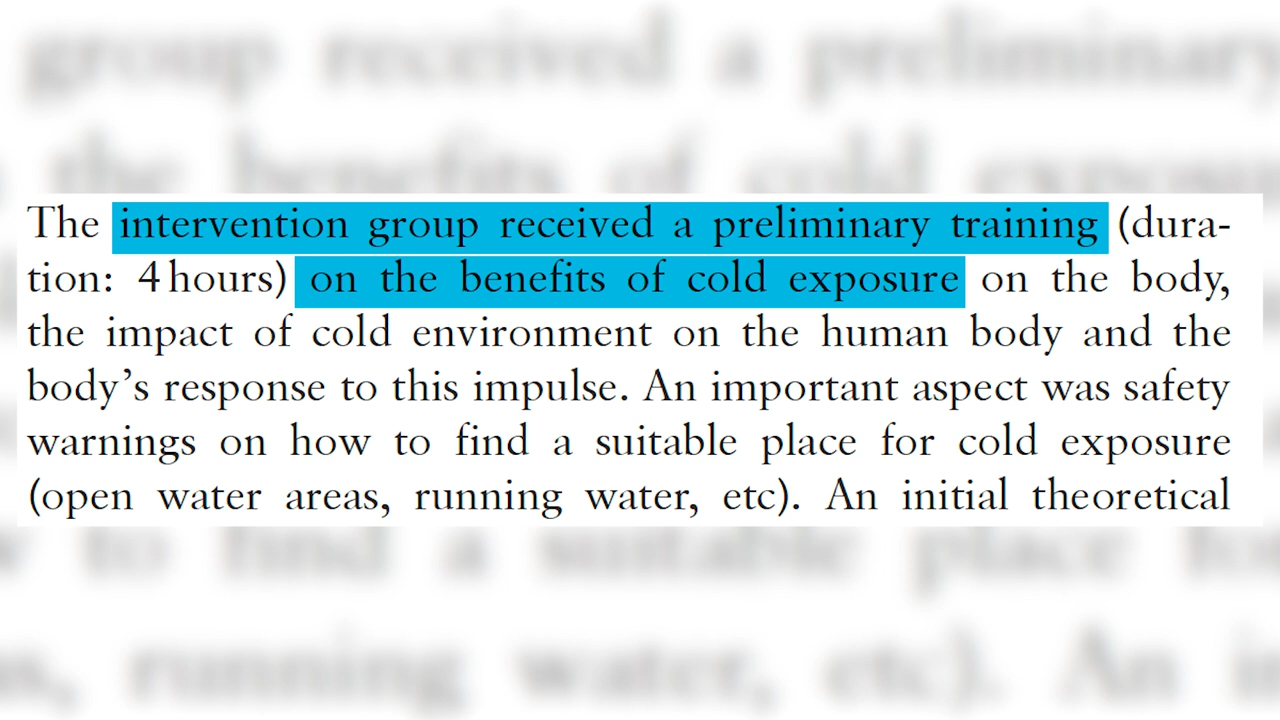 The intervention group received a preliminary training (dura-
tion: 4 hours) on the benefits of cold exposure on the body,
the impact of cold environment on the human body and the
body's response to this impulse. An important aspect was safety
warnings on how to find a suitable place for cold exposure
(open water areas, running water, etc). An initial theoretical